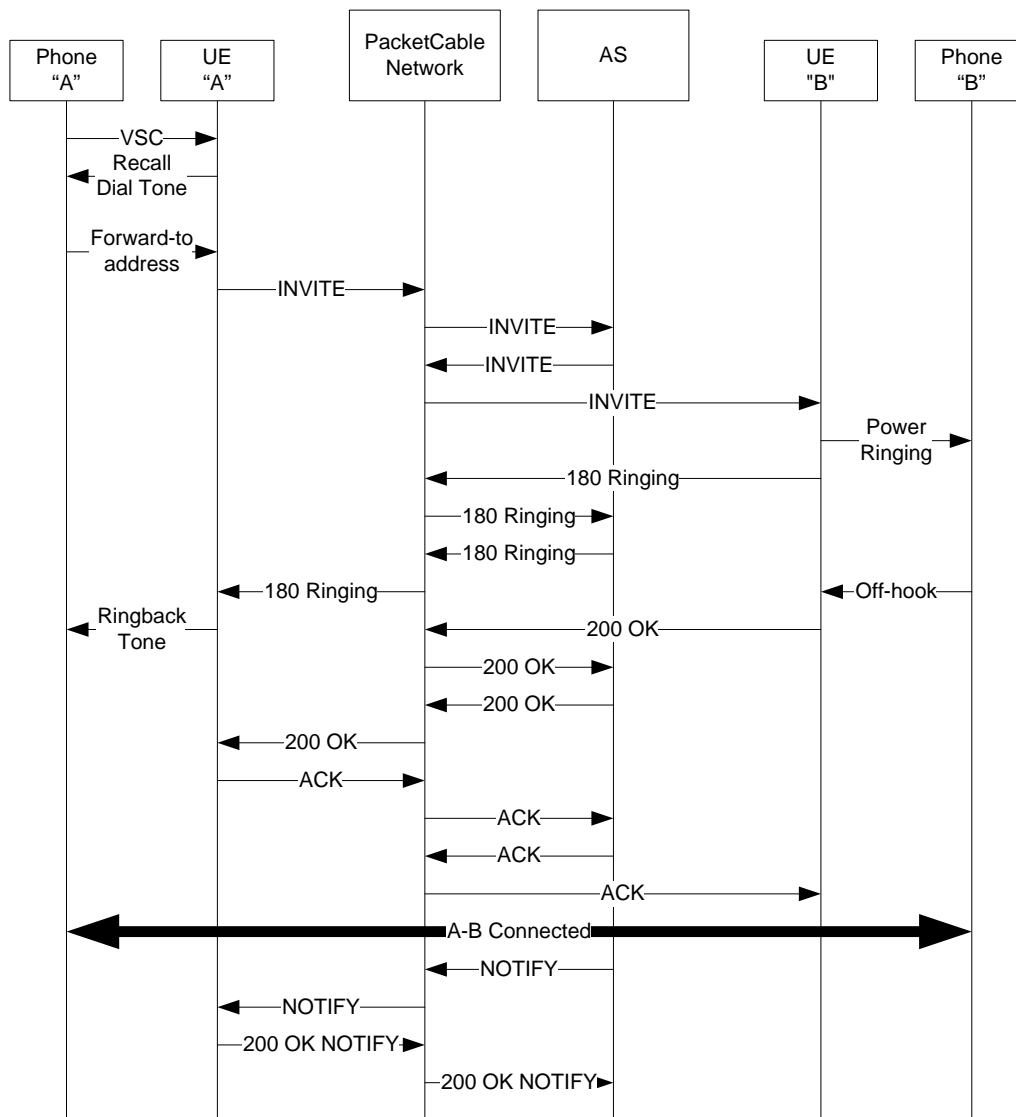 Phone
“A”
UE
“A”
PacketCable
Network
AS
UE
"B"
Phone
“B”
VSC
Recall
Dial Tone
Forward-to
address
INVITE
INVITE
INVITE
INVITE
Power
Ringing
180 Ringing
180 Ringing
180 Ringing
180 Ringing
Off-hook
Ringback
Tone
200 OK
200 OK
200 OK
200 OK
ACK
ACK
ACK
ACK
A-B Connected
NOTIFY
NOTIFY
200 OK NOTIFY
200 OK NOTIFY